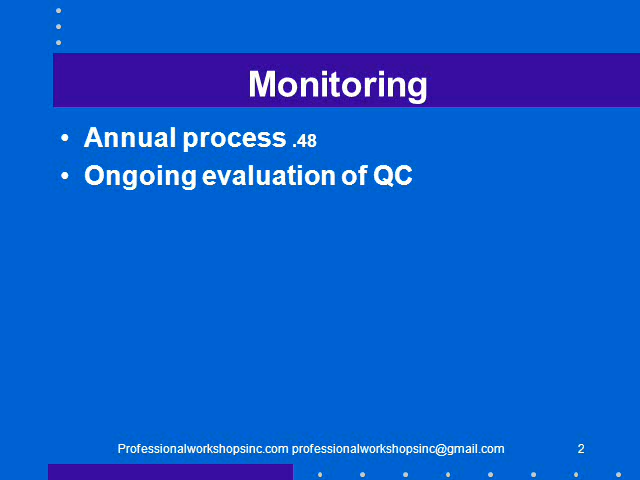 Monitoring
• Annual process .48
• Ongoing evaluation of QC
Professionalworkshopsinc.com professionalworkshopsinc@gmail.com 2